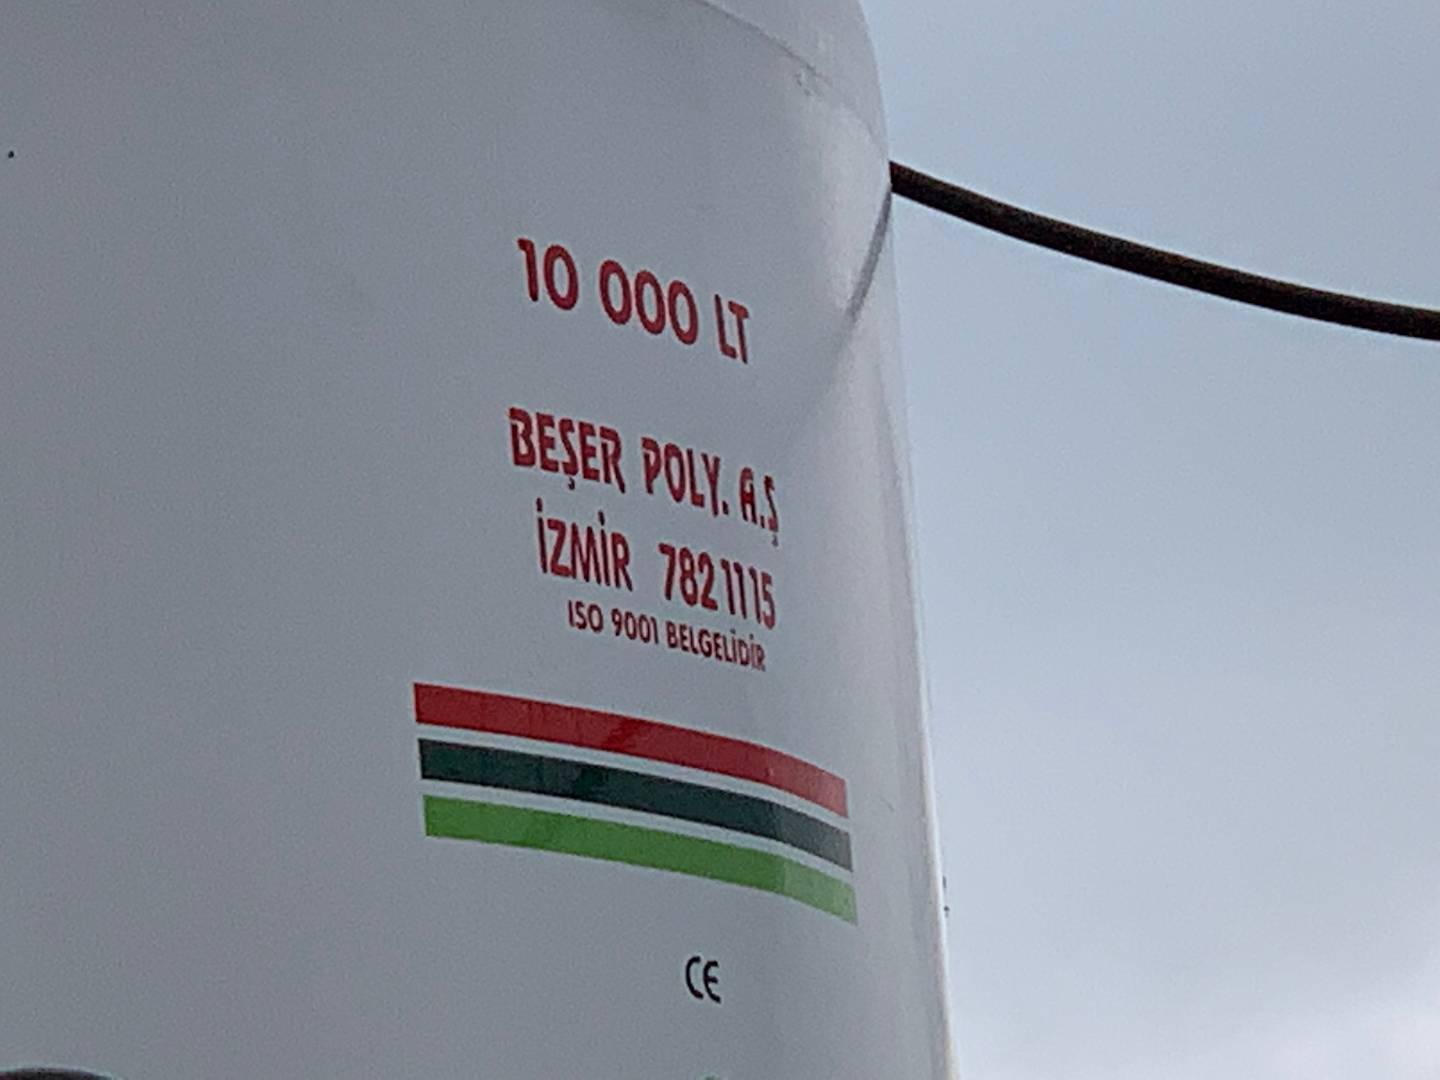 10 000 LT
BEŞER POLY. A.Ş
İZMİR 7821115
ISO 9001 BELGELİDİR
CE